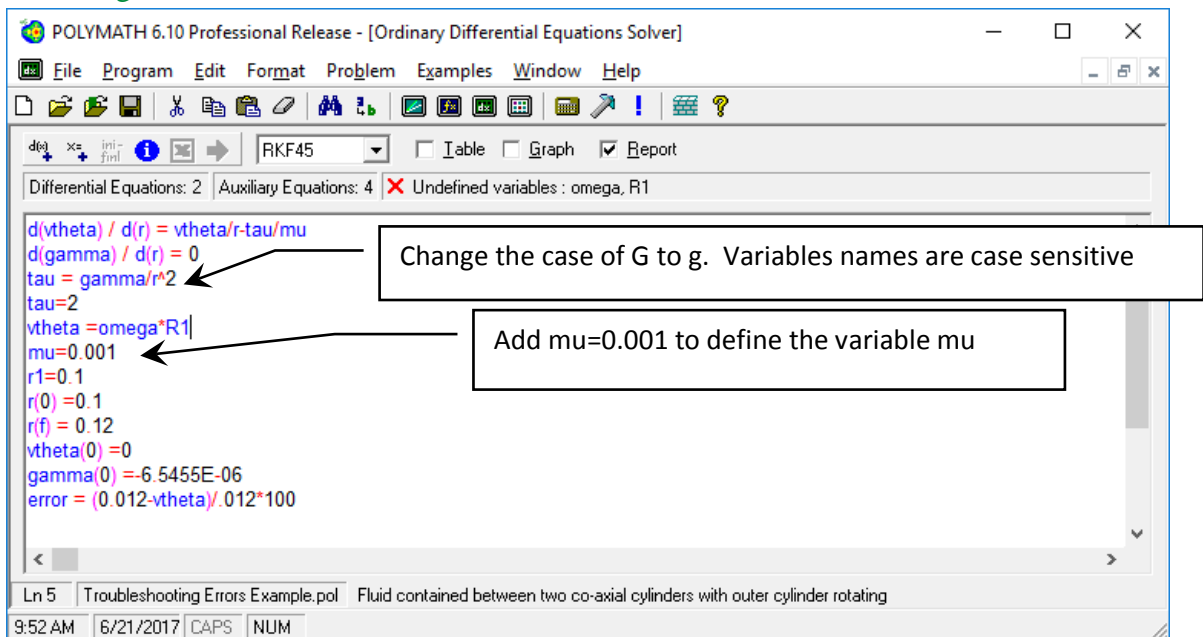 POLYMATH 6.10 Professional Release - [Ordinary Differential Equations Solver]
File Program Edit Format Problem Examples Window Help
d(x) x= ini- finl RKF45 Table Graph Report
Differential Equations: 2 Auxiliary Equations: 4 Undefined variables : omega, R1
d(vtheta) / d(r) = vtheta/r-tau/mu
d(gamma) / d(r) = 0
tau = gamma/r^2
tau=2
vtheta =omega*R1
mu=0.001
r1=0.1
r(0) =0.1
r(f) = 0.12
vtheta(0) =0
gamma(0) =-6.5455E-06
error = (0.012-vtheta)/.012*100
Change the case of G to g. Variables names are case sensitive
Add mu=0.001 to define the variable mu
Ln 5 Troubleshooting Errors Example.pol Fluid contained between two co-axial cylinders with outer cylinder rotating
9:52 AM 6/21/2017 CAPS NUM